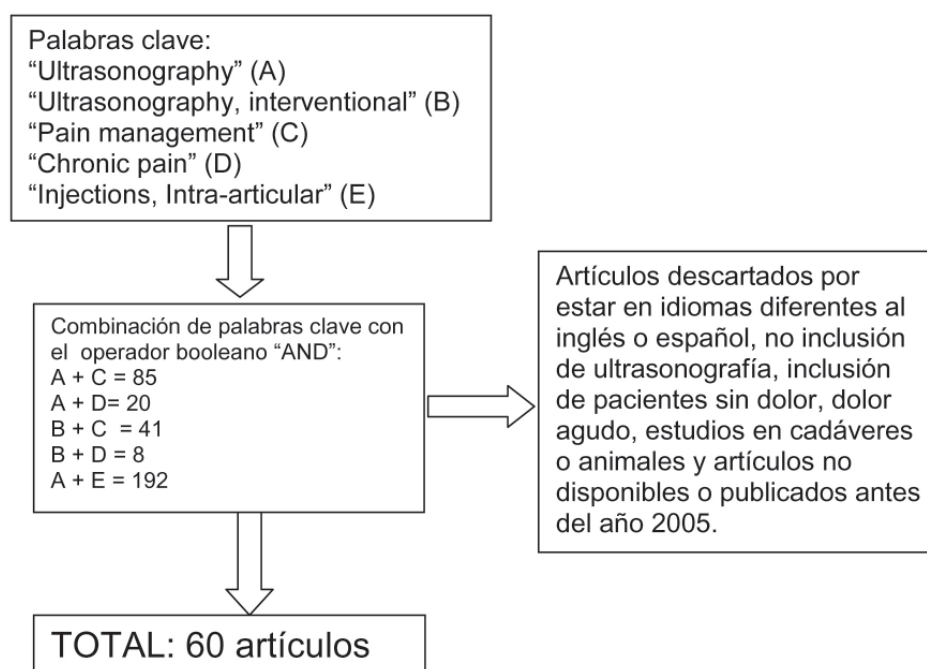 Palabras clave:
“Ultrasonography” (A)
“Ultrasonography, interventional” (B)
“Pain management” (C)
“Chronic pain” (D)
“Injections, Intra-articular” (E)
Combinación de palabras clave con
el operador booleano “AND”:
A + C = 85
A + D= 20
B + C = 41
B + D = 8
A + E = 192
Artículos descartados por
estar en idiomas diferentes al
inglés o español, no inclusión
de ultrasonografía, inclusión
de pacientes sin dolor, dolor
agudo, estudios en cadáveres
o animales y artículos no
disponibles o publicados antes
del año 2005.
TOTAL: 60 artículos